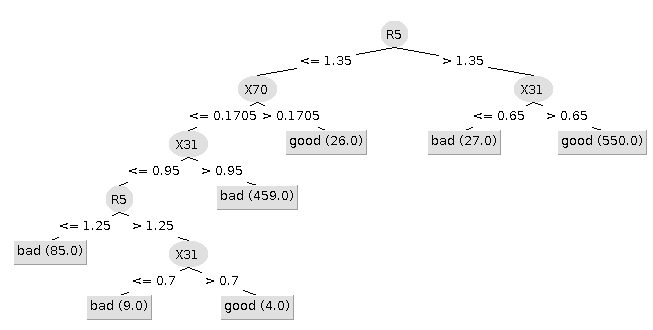 R5
<= 1.35 > 1.35
X70 X31
<= 0.1705 > 0.1705 <= 0.65 > 0.65
X31 good (26.0) bad (27.0) good (550.0)
<= 0.95 > 0.95
R5 bad (459.0)
<= 1.25 > 1.25
bad (85.0) X31
<= 0.7 > 0.7
bad (9.0) good (4.0)